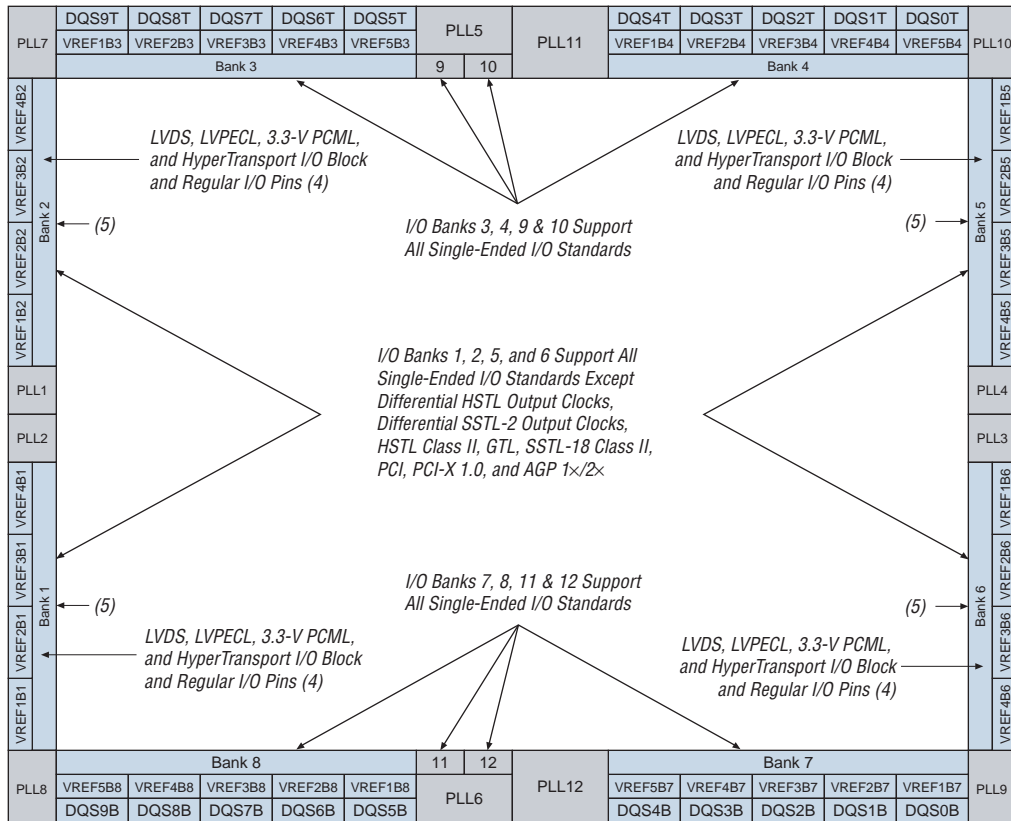 PLL7
DQS9T DQS8T DQS7T DQS6T DQS5T
VREF1B3 VREF2B3 VREF3B3 VREF4B3 VREF5B3
Bank 3
PLL5
9 10
PLL11
DQS4T DQS3T DQS2T DQS1T DQS0T
VREF1B4 VREF2B4 VREF3B4 VREF4B4 VREF5B4
Bank 4
PLL10
VREF4B2
VREF3B2
VREF2B2
VREF1B2
Bank 2
LVDS, LVPECL, 3.3-V PCML,
and HyperTransport I/O Block
and Regular I/O Pins (4)
(5)
I/O Banks 3, 4, 9 & 10 Support
All Single-Ended I/O Standards
LVDS, LVPECL, 3.3-V PCML,
and HyperTransport I/O Block
and Regular I/O Pins (4)
(5)
Bank 5
VREF1B5
VREF2B5
VREF3B5
VREF4B5
PLL1
PLL2
I/O Banks 1, 2, 5, and 6 Support All
Single-Ended I/O Standards Except
Differential HSTL Output Clocks,
Differential SSTL-2 Output Clocks,
HSTL Class II, GTL, SSTL-18 Class II,
PCI, PCI-X 1.0, and AGP 1×/2×
PLL4
PLL3
VREF4B1
VREF3B1
VREF2B1
VREF1B1
Bank 1
(5)
LVDS, LVPECL, 3.3-V PCML,
and HyperTransport I/O Block
and Regular I/O Pins (4)
I/O Banks 7, 8, 11 & 12 Support
All Single-Ended I/O Standards
(5)
LVDS, LVPECL, 3.3-V PCML,
and HyperTransport I/O Block
and Regular I/O Pins (4)
Bank 6
VREF1B6
VREF2B6
VREF3B6
VREF4B6
PLL8
Bank 8
VREF5B8 VREF4B8 VREF3B8 VREF2B8 VREF1B8
DQS9B DQS8B DQS7B DQS6B DQS5B
11 12
PLL6
PLL12
Bank 7
VREF5B7 VREF4B7 VREF3B7 VREF2B7 VREF1B7
DQS4B DQS3B DQS2B DQS1B DQS0B
PLL9